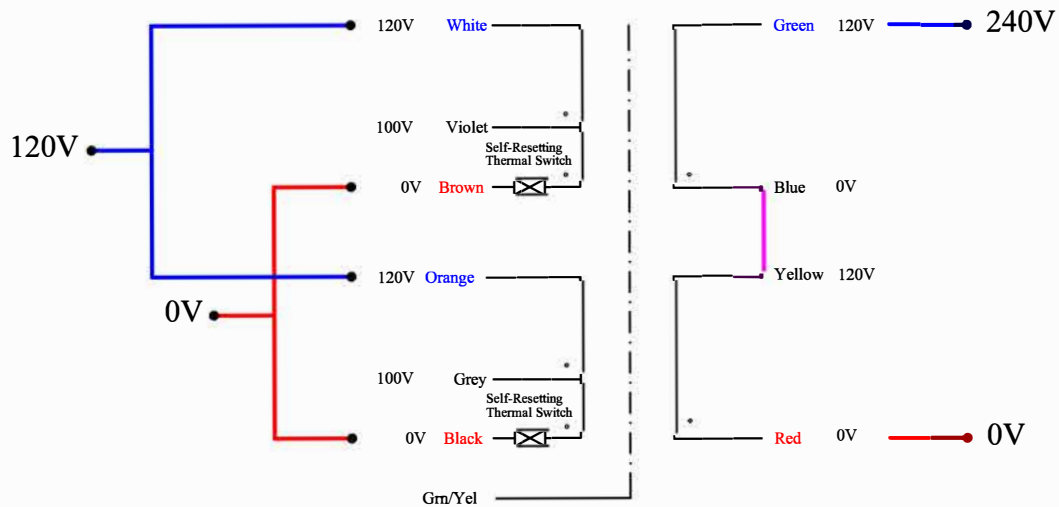 120V White
Green 120V
240V
100V Violet
120V
Self-Resetting
Thermal Switch
0V Brown
Blue 0V
120V Orange
Yellow 120V
0V
100V Grey
Self-Resetting
Thermal Switch
0V Black
Red 0V
0V
Grn/Yel